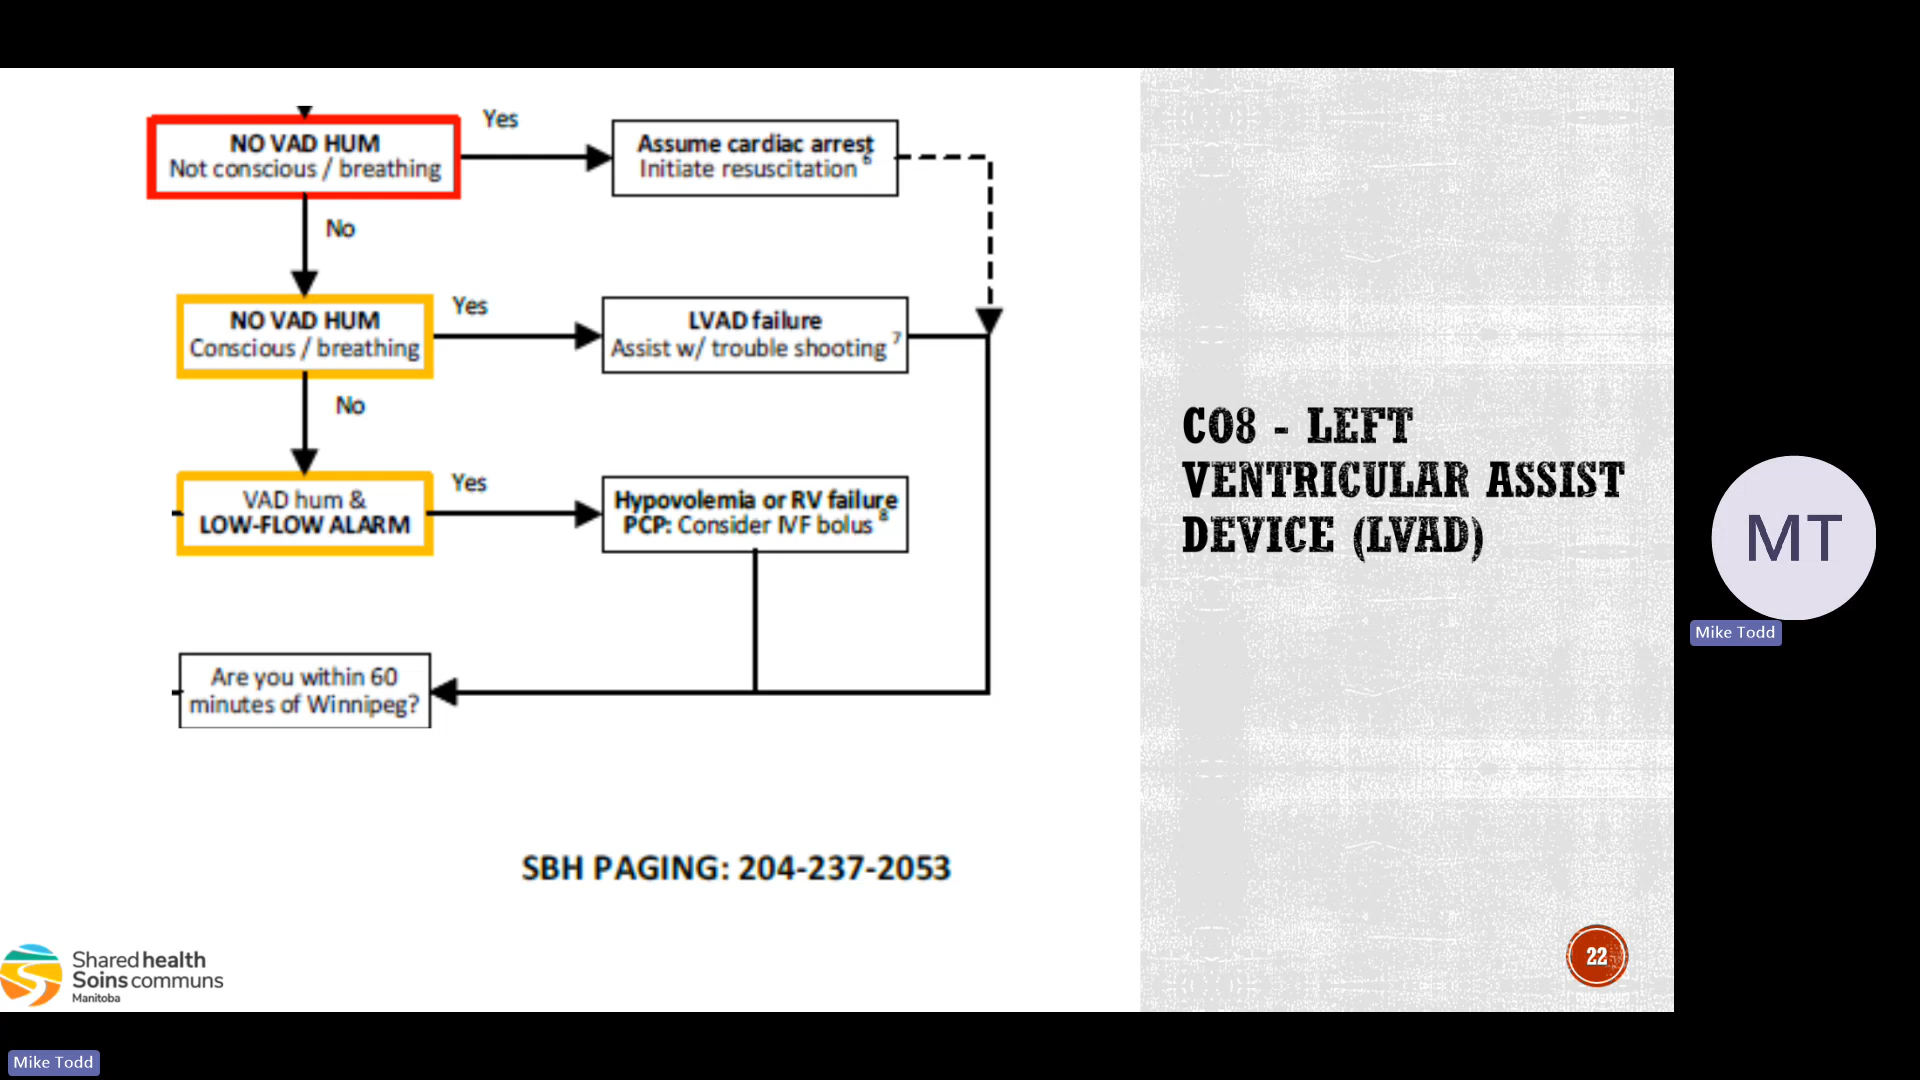 NO VAD HUM
Not conscious / breathing
Yes
Assume cardiac arrest
Initiate resuscitation 6
No
NO VAD HUM
Conscious / breathing
Yes
LVAD failure
Assist w/ trouble shooting 7
No
VAD hum &
LOW-FLOW ALARM
Yes
Hypovolemia or RV failure
PCP: Consider IVF bolus 8
Are you within 60
minutes of Winnipeg?
SBH PAGING: 204-237-2053
C08 - LEFT
VENTRICULAR ASSIST
DEVICE (LVAD)
22
Shared health
Soins communs
Manitoba
MT
Mike Todd
Mike Todd